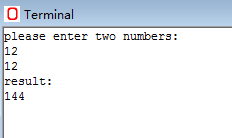 Terminal
please enter two numbers:
12
12
result:
144